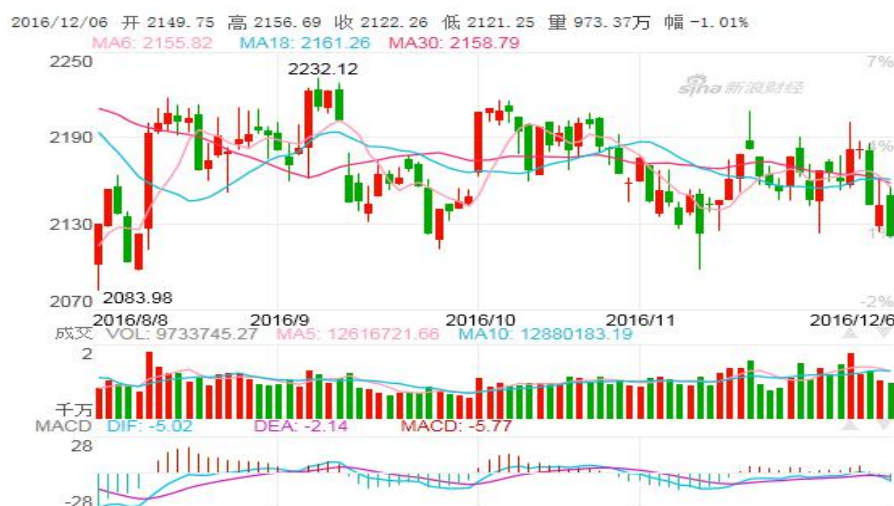 2016/12/06 开 2149.75 高 2156.69 收 2122.26 低 2121.25 量 973.37万 幅 -1.01%
MA6: 2155.82 MA18: 2161.26 MA30: 2158.79
2250 2232.12 7%
sina 新浪财经
2190 4%
2130 1%
2070 2083.98 -2%
2016/8/8 2016/9 2016/10 2016/11 2016/12/6
成交 VOL: 9733745.27 MA5: 12616721.66 MA10: 12880183.19
2
千万
MACD DIF: -5.02 DEA: -2.14 MACD: -5.77
28
-28